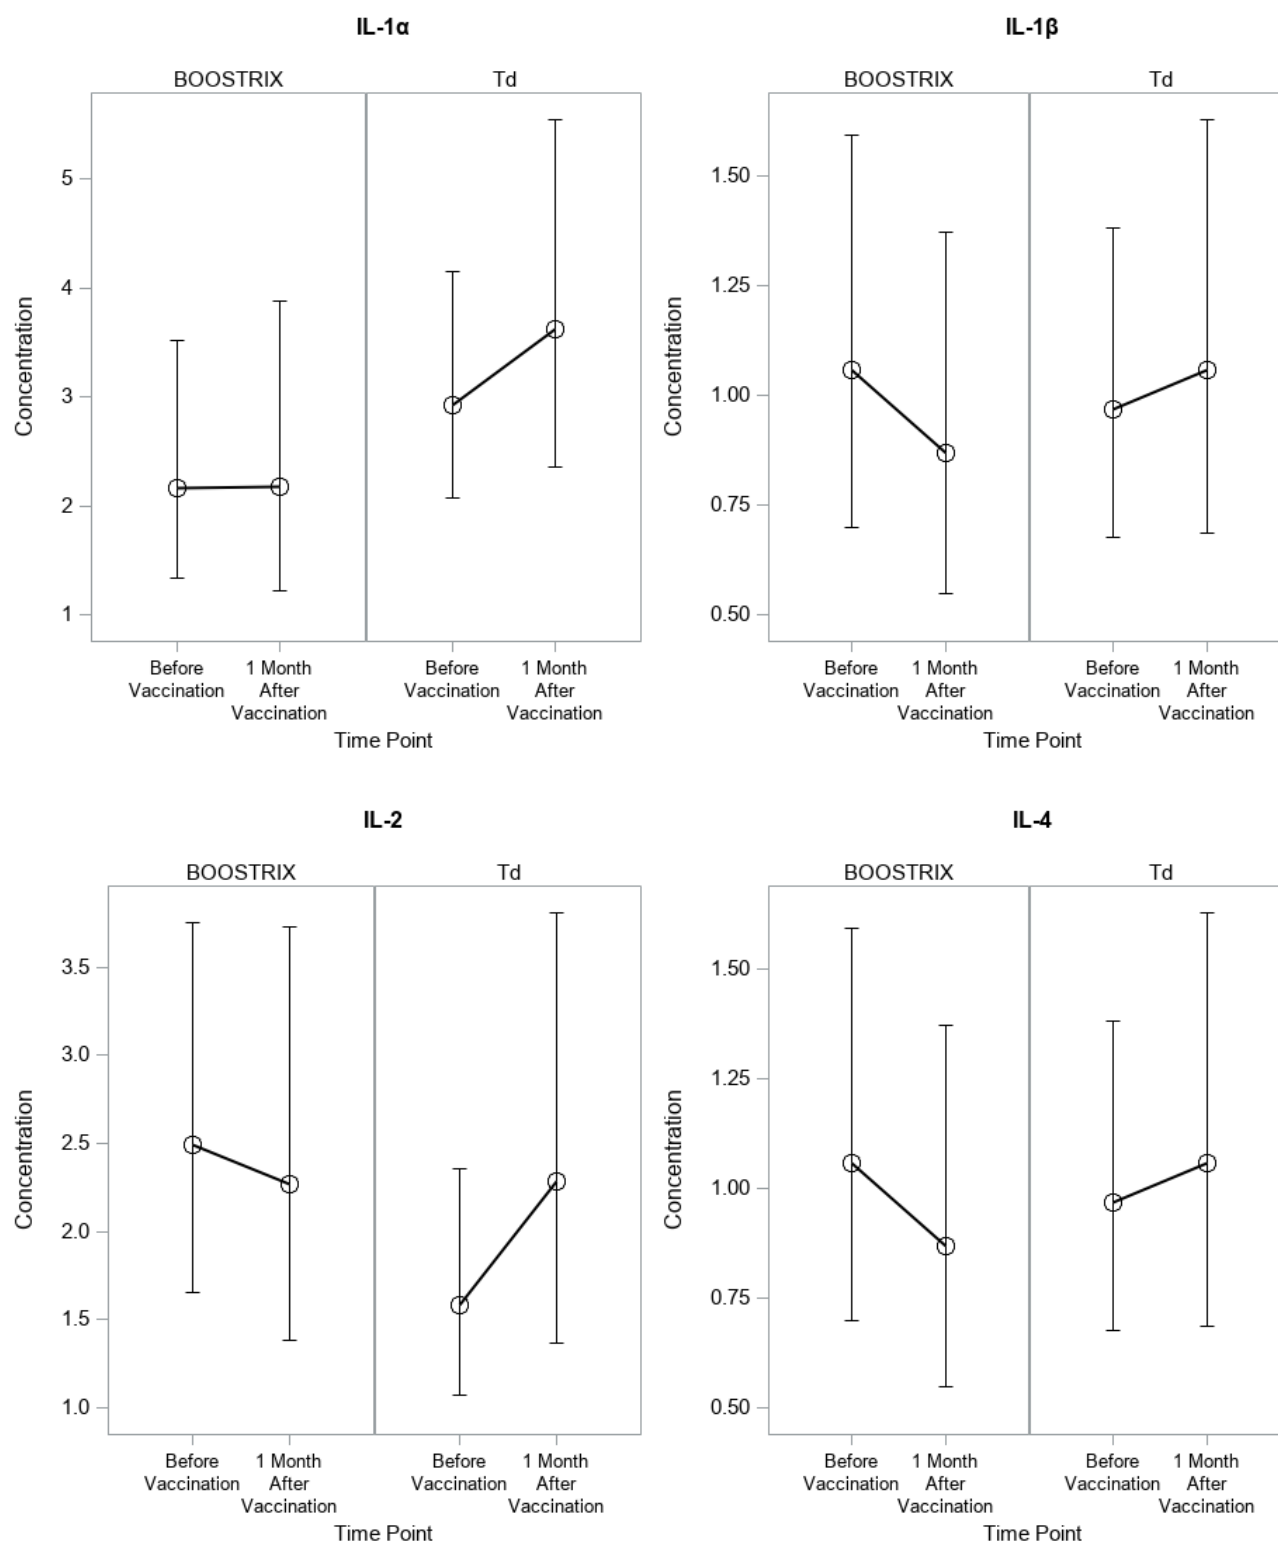 IL-1α
BOOSTRIX Td
Concentration
5
4
3
2
1
Before Vaccination
1 Month After Vaccination
Before Vaccination
1 Month After Vaccination
Time Point
IL-1β
BOOSTRIX Td
Concentration
1.50
1.25
1.00
0.75
0.50
Before Vaccination
1 Month After Vaccination
Before Vaccination
1 Month After Vaccination
Time Point
IL-2
BOOSTRIX Td
Concentration
3.5
3.0
2.5
2.0
1.5
1.0
Before Vaccination
1 Month After Vaccination
Before Vaccination
1 Month After Vaccination
Time Point
IL-4
BOOSTRIX Td
Concentration
1.50
1.25
1.00
0.75
0.50
Before Vaccination
1 Month After Vaccination
Before Vaccination
1 Month After Vaccination
Time Point